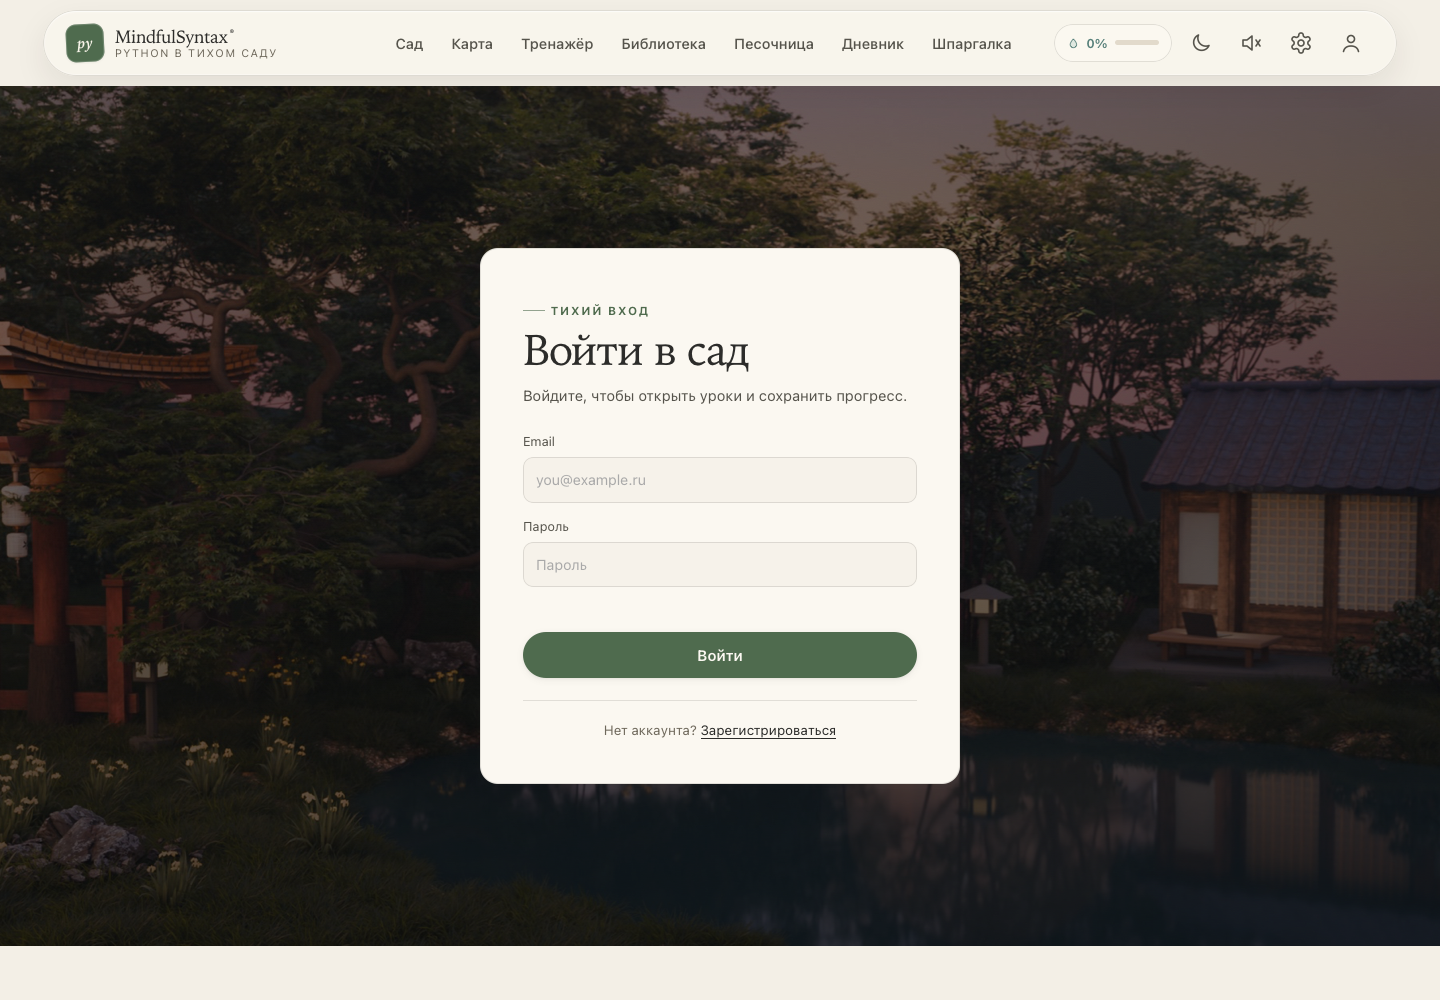 py
MindfulSyntax°
PYTHON В ТИХОМ САДУ
Сад
Карта
Тренажёр
Библиотека
Песочница
Дневник
Шпаргалка
0%
ТИХИЙ ВХОД
Войти в сад
Войдите, чтобы открыть уроки и сохранить прогресс.
Email
you@example.ru
Пароль
Пароль
Войти
Нет аккаунта? Зарегистрироваться